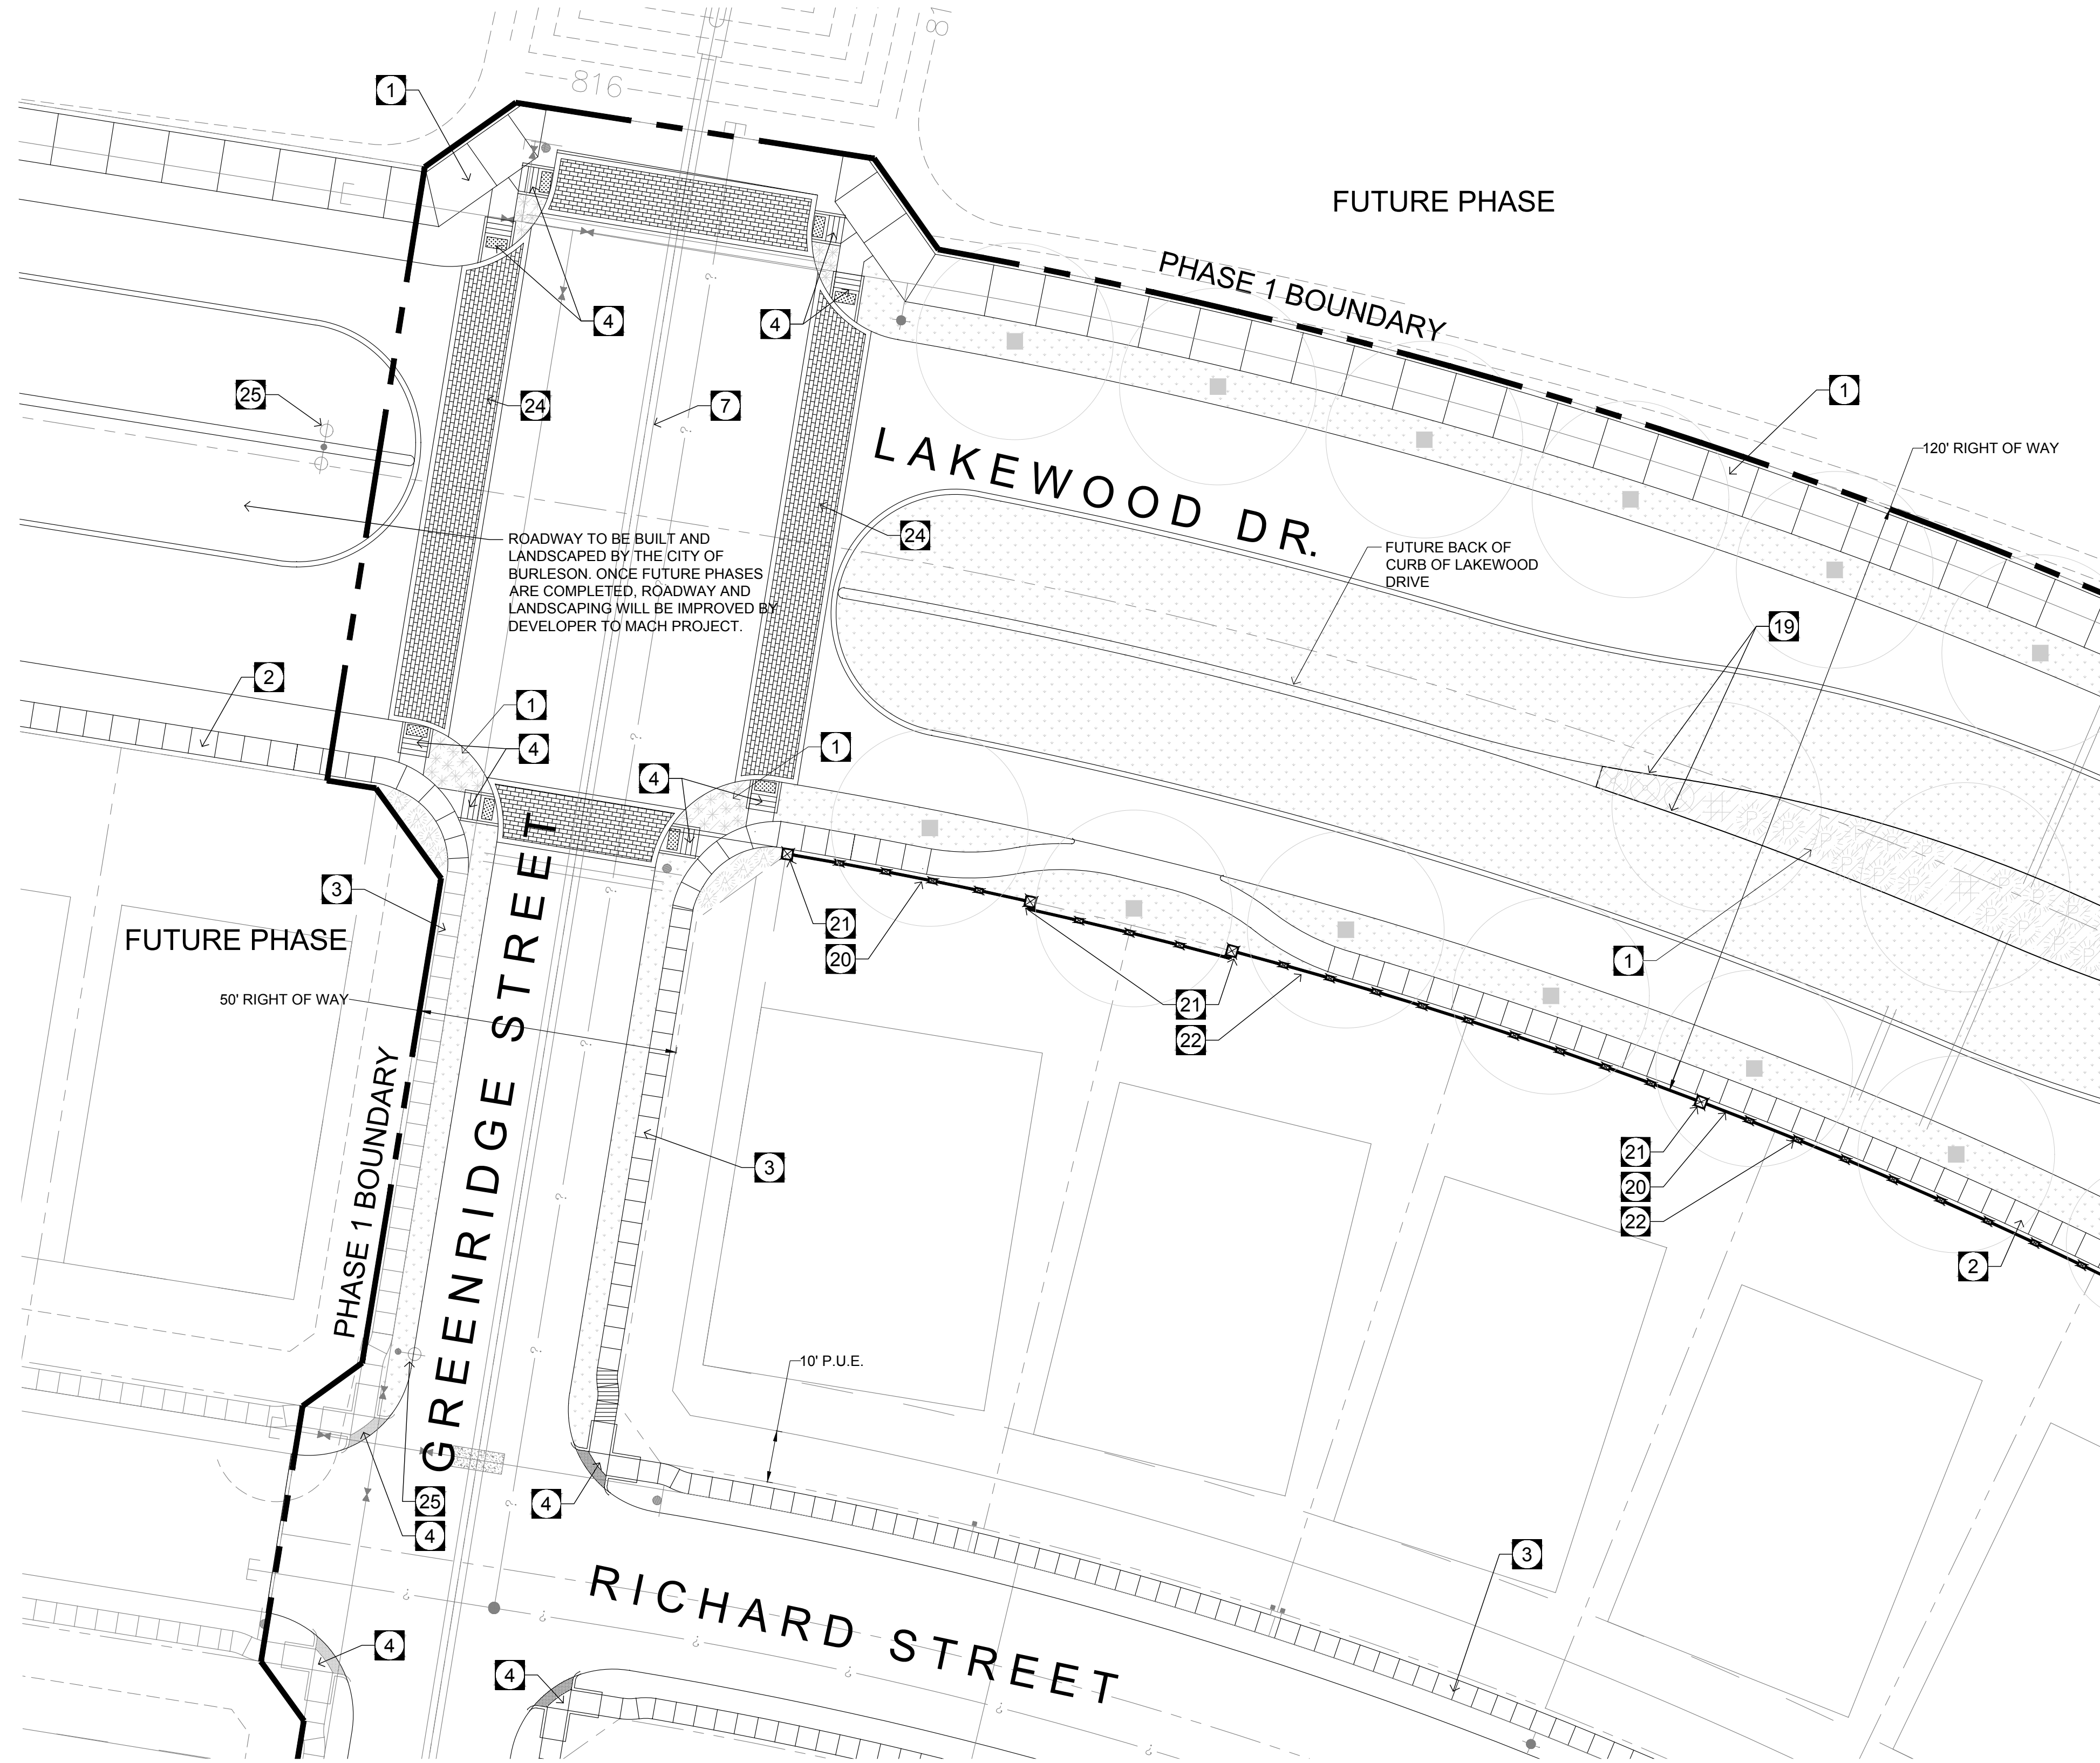 816
81
1
FUTURE PHASE
PHASE 1 BOUNDARY
4
4
1
25
24
7
120' RIGHT OF WAY
LAKEWOOD DR.
24
ROADWAY TO BE BUILT AND
LANDSCAPED BY THE CITY OF
BURLESON. ONCE FUTURE PHASES
ARE COMPLETED, ROADWAY AND
LANDSCAPING WILL BE IMPROVED BY
DEVELOPER TO MACH PROJECT.
FUTURE BACK OF
CURB OF LAKEWOOD
DRIVE
19
2
1
4
1
4
3
21
20
FUTURE PHASE
1
50' RIGHT OF WAY
21
22
PHASE 1 BOUNDARY
GREENRIDGE STREET
3
21
20
22
2
10' P.U.E.
25
4
4
3
RICHARD STREET
4
4